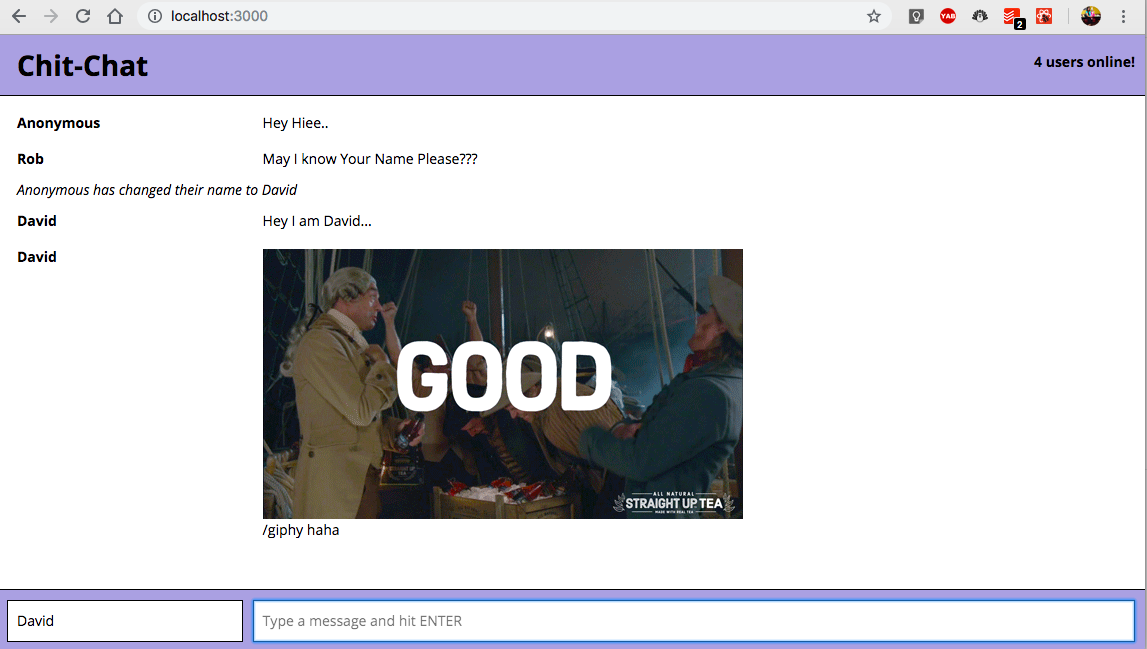 localhost:3000
YAB
2
Chit-Chat
4 users online!
Anonymous Hey Hiee..
Rob May I know Your Name Please???
Anonymous has changed their name to David
David Hey I am David...
David
GOOD
ALL NATURAL
STRAIGHT UP TEA
MADE WITH REAL TEA
/giphy haha
David Type a message and hit ENTER